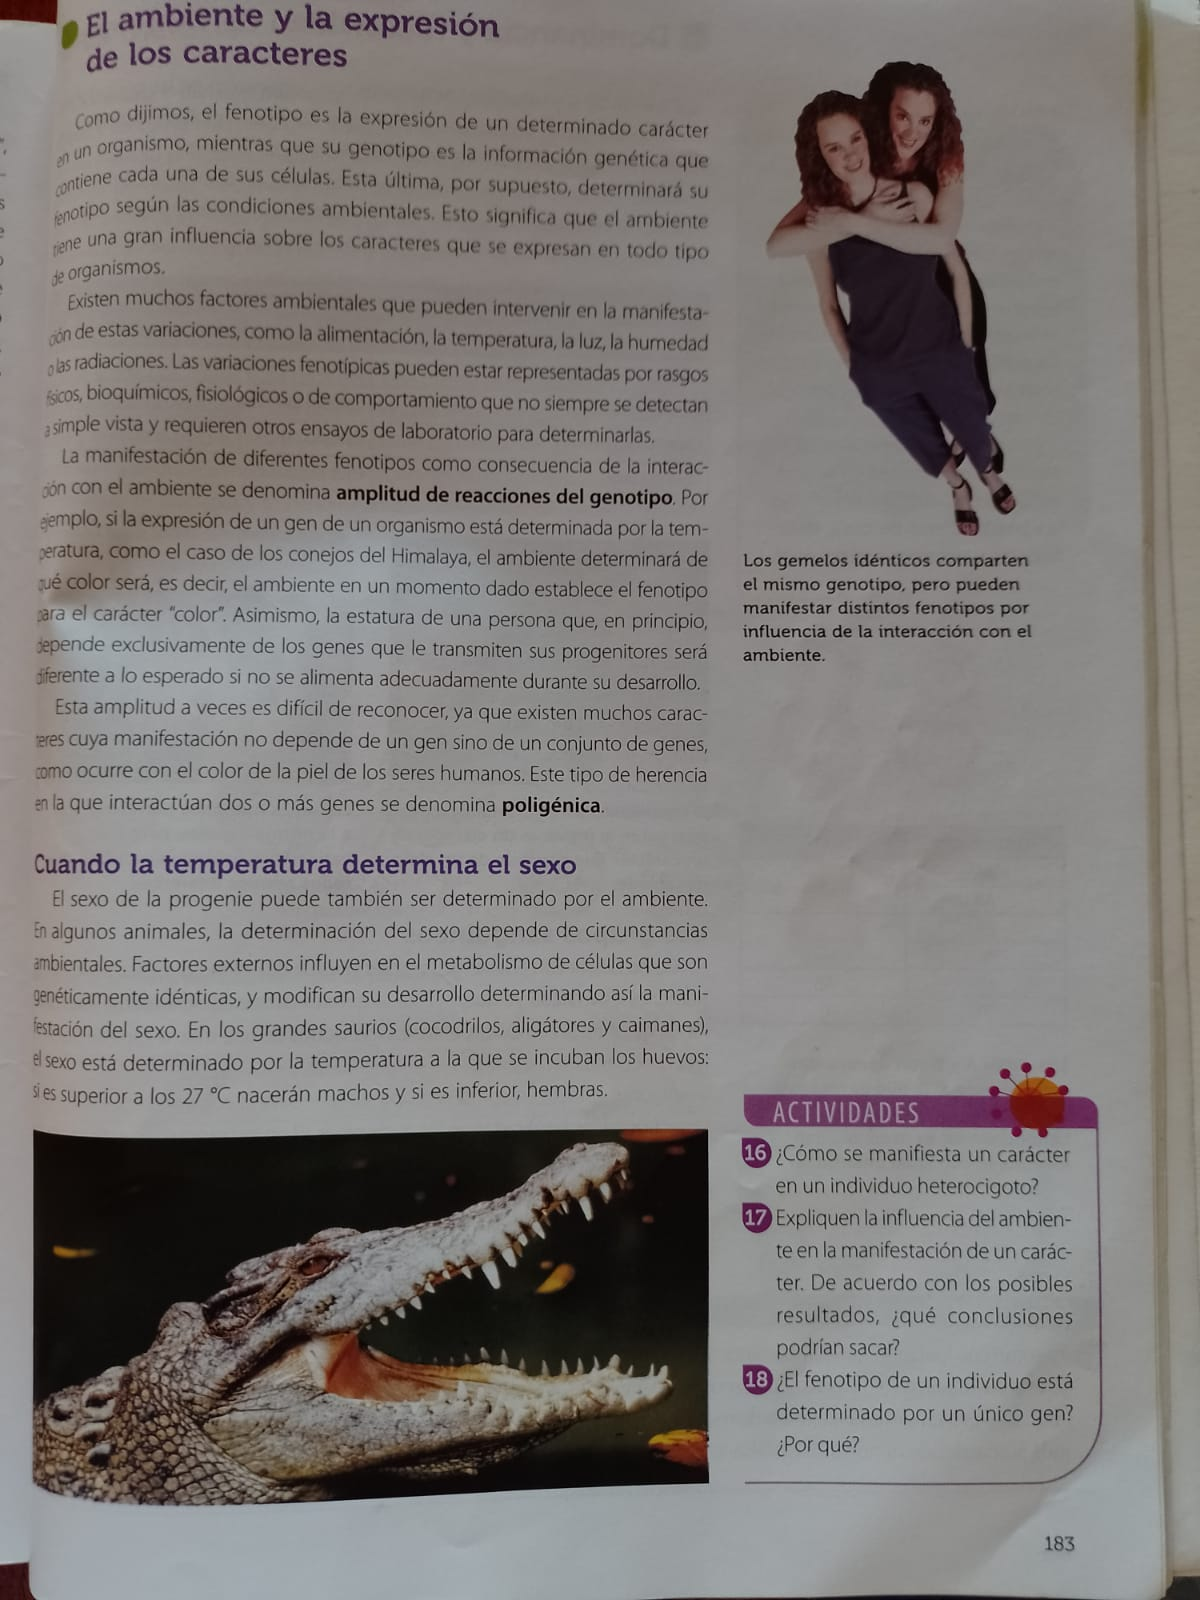 El ambiente y la expresión
de los caracteres
Como dijimos, el fenotipo es la expresión de un determinado carácter
en un organismo, mientras que su genotipo es la información genética que
contiene cada una de sus células. Esta última, por supuesto, determinará su
fenotipo según las condiciones ambientales. Esto significa que el ambiente
tiene una gran influencia sobre los caracteres que se expresan en todo tipo
de organismos.
Existen muchos factores ambientales que pueden intervenir en la manifesta-
ción de estas variaciones, como la alimentación, la temperatura, la luz, la humedad
o las radiaciones. Las variaciones fenotípicas pueden estar representadas por rasgos
físicos, bioquímicos, fisiológicos o de comportamiento que no siempre se detectan
a simple vista y requieren otros ensayos de laboratorio para determinarlas.
La manifestación de diferentes fenotipos como consecuencia de la interac-
ción con el ambiente se denomina amplitud de reacciones del genotipo. Por
ejemplo, si la expresión de un gen de un organismo está determinada por la tem-
peratura, como el caso de los conejos del Himalaya, el ambiente determinará de
qué color será, es decir, el ambiente en un momento dado establece el fenotipo
para el carácter “color”. Asimismo, la estatura de una persona que, en principio,
depende exclusivamente de los genes que le transmiten sus progenitores será
diferente a lo esperado si no se alimenta adecuadamente durante su desarrollo.
Esta amplitud a veces es difícil de reconocer, ya que existen muchos carac-
teres cuya manifestación no depende de un gen sino de un conjunto de genes,
como ocurre con el color de la piel de los seres humanos. Este tipo de herencia
en la que interactúan dos o más genes se denomina poligénica.
Los gemelos idénticos comparten
el mismo genotipo, pero pueden
manifestar distintos fenotipos por
influencia de la interacción con el
ambiente.
Cuando la temperatura determina el sexo
El sexo de la progenie puede también ser determinado por el ambiente.
En algunos animales, la determinación del sexo depende de circunstancias
ambientales. Factores externos influyen en el metabolismo de células que son
genéticamente idénticas, y modifican su desarrollo determinando así la mani-
festación del sexo. En los grandes saurios (cocodrilos, aligátores y caimanes),
el sexo está determinado por la temperatura a la que se incuban los huevos:
si es superior a los 27 °C nacerán machos y si es inferior, hembras.
ACTIVIDADES
16 ¿Cómo se manifiesta un carácter
en un individuo heterocigoto?
17 Expliquen la influencia del ambien-
te en la manifestación de un carác-
ter. De acuerdo con los posibles
resultados, ¿qué conclusiones
podrían sacar?
18 ¿El fenotipo de un individuo está
determinado por un único gen?
¿Por qué?
183